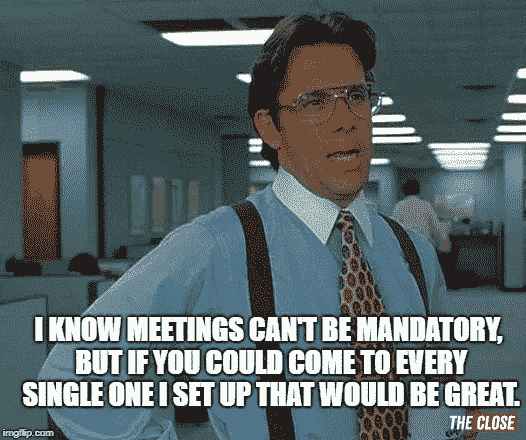 I KNOW MEETINGS CAN'T BE MANDATORY,
BUT IF YOU COULD COME TO EVERY
SINGLE ONE I SET UP THAT WOULD BE GREAT.
THE CLOSE
imgflip.com